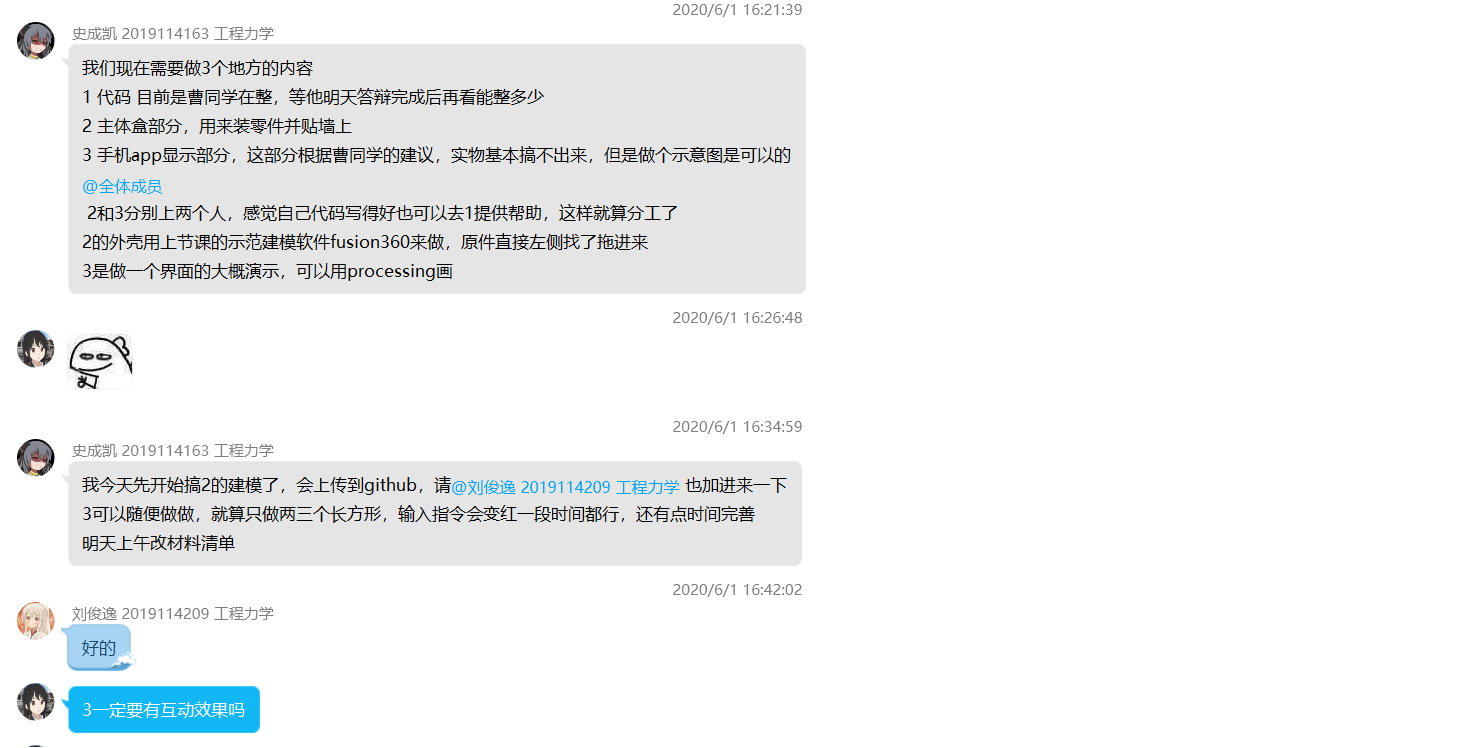 2020/6/1 16:21:39
史成凯 2019114163 工程力学
我们现在需要做3个地方的内容
1 代码 目前是曹同学在整，等他明天答辩完成后再看能整多少
2 主体盒部分，用来装零件并贴墙上
3 手机app显示部分，这部分根据曹同学的建议，实物基本搞不出来，但是做个示意图是可以的
@全体成员
2和3分别上两个人，感觉自己代码写得好也可以去1提供帮助，这样就算分工了
2的外壳用上节课的示范建模软件fusion360来做，原件直接左侧找了拖进来
3是做一个界面的大概演示，可以用processing画
2020/6/1 16:26:48
2020/6/1 16:34:59
史成凯 2019114163 工程力学
我今天先开始搞2的建模了，会上传到github，请@刘俊逸 2019114209 工程力学 也加进来一下
3可以随便做做，就算只做两三个长方形，输入指令会变红一段时间都行，还有点时间完善
明天上午改材料清单
2020/6/1 16:42:02
刘俊逸 2019114209 工程力学
好的
3一定要有互动效果吗